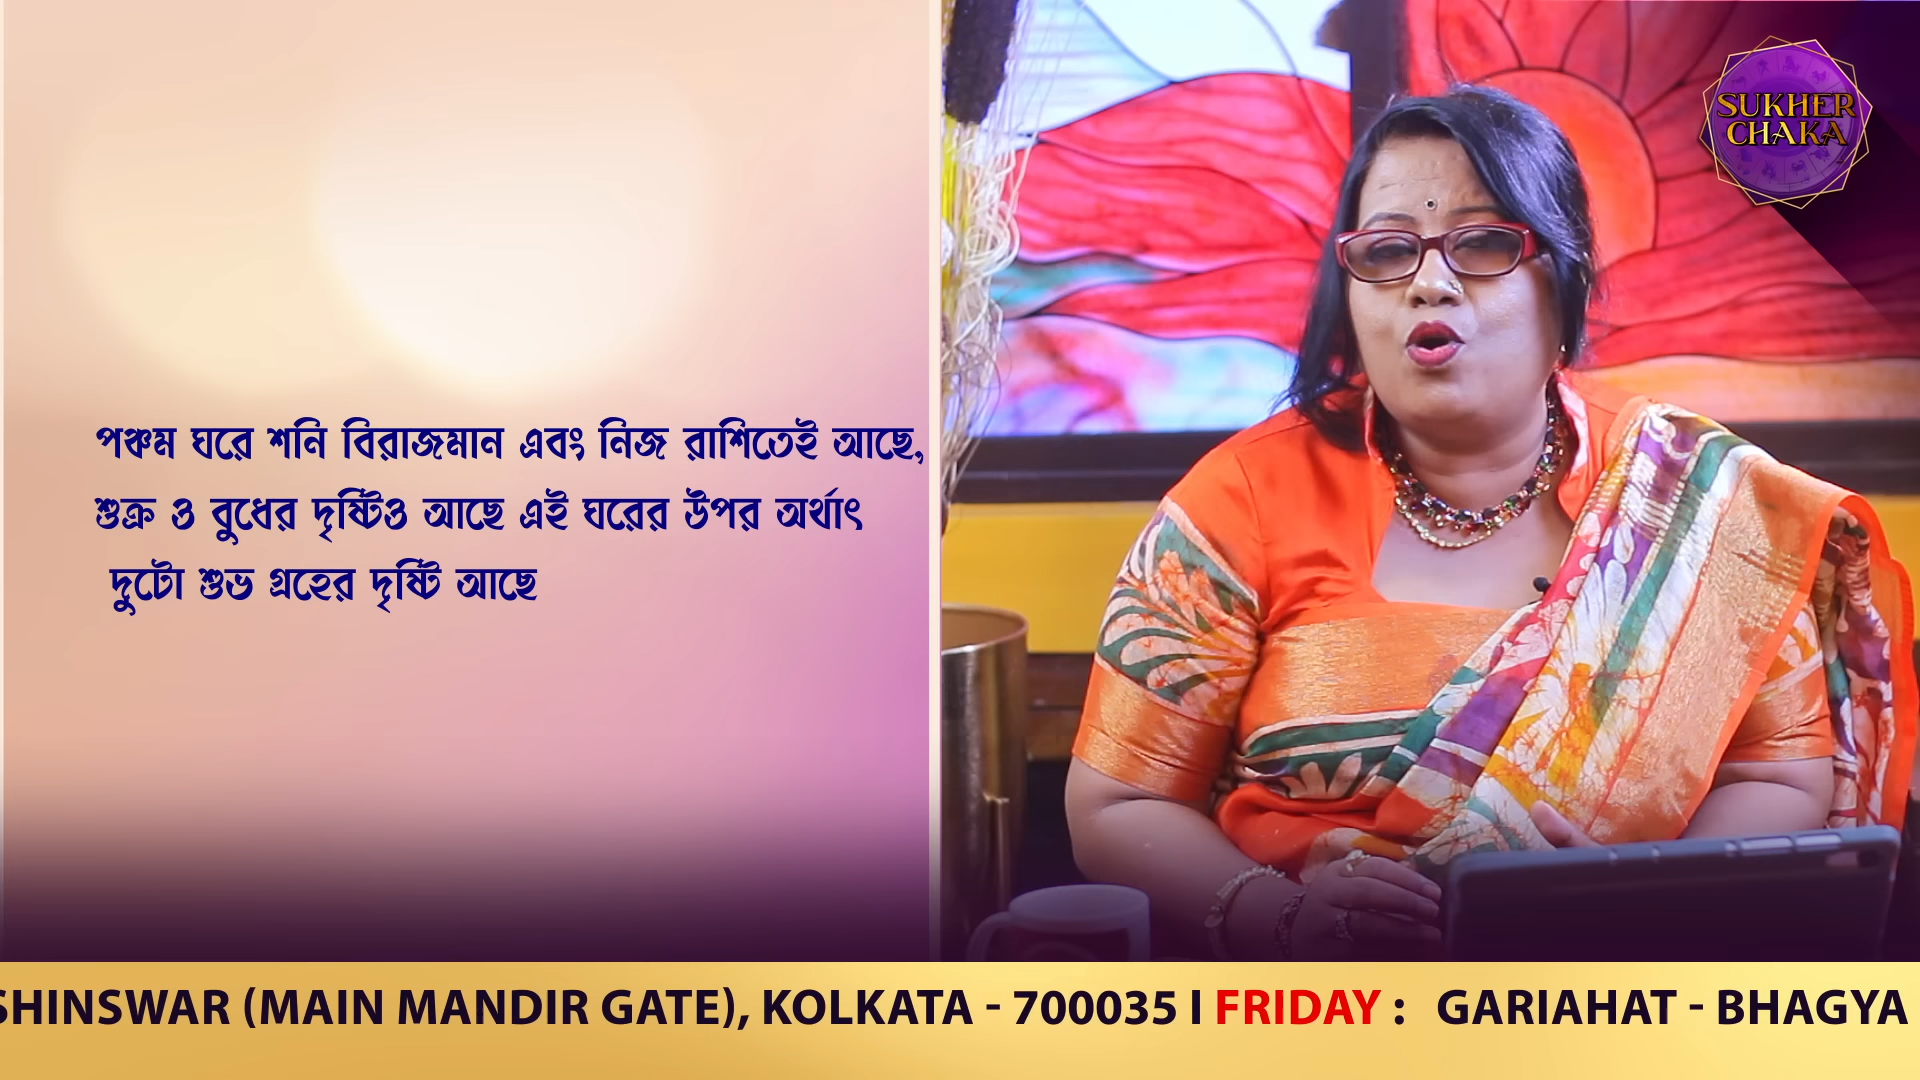 পঞ্চম ঘরে শনি বিরাজমান এবং নিজ রাশিতেই আছে,
শুক্র ও বুধের দৃষ্টিও আছে এই ঘরের উপর অর্থাৎ
দুটো শুভ গ্রহের দৃষ্টি আছে
SUKHER
CHAKA
SHINSWAR (MAIN MANDIR GATE), KOLKATA - 700035 I FRIDAY : GARIAHAT - BHAGYA